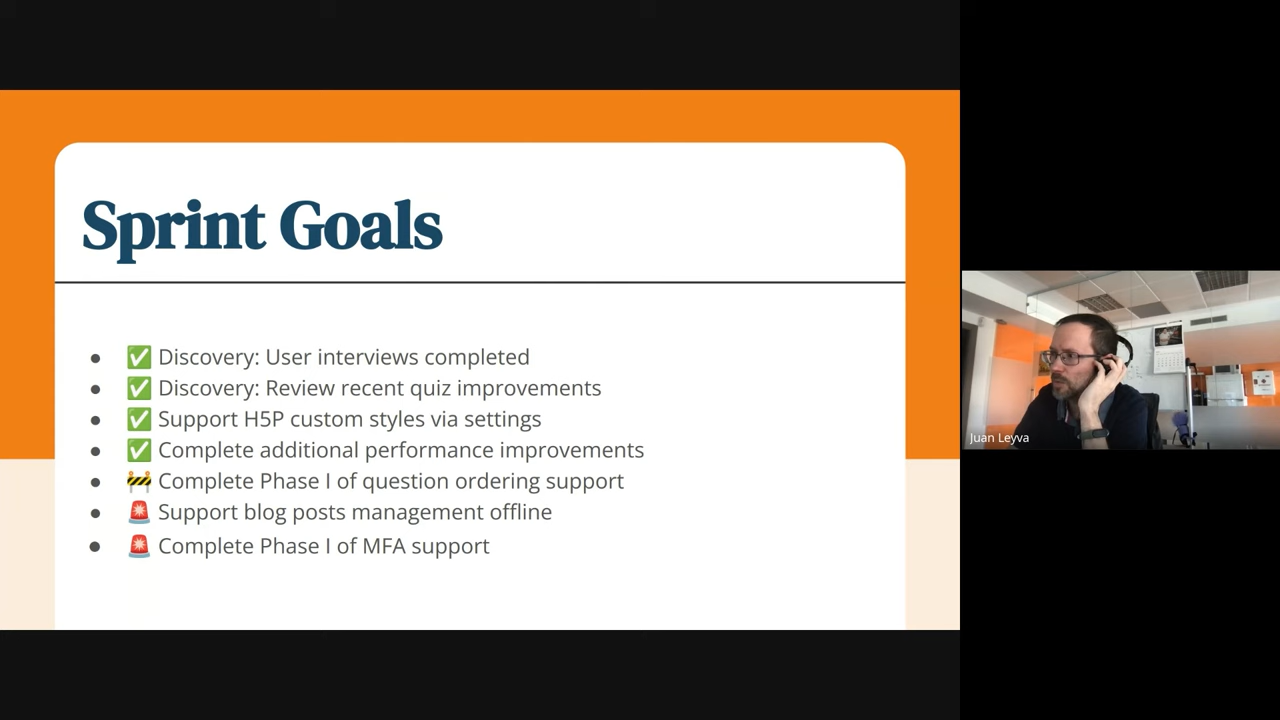 Sprint Goals
● ✅ Discovery: User interviews completed
● ✅ Discovery: Review recent quiz improvements
● ✅ Support H5P custom styles via settings
● ✅ Complete additional performance improvements
● 🚧 Complete Phase I of question ordering support
● 🚨 Support blog posts management offline
● 🚨 Complete Phase I of MFA support
Juan Leyva